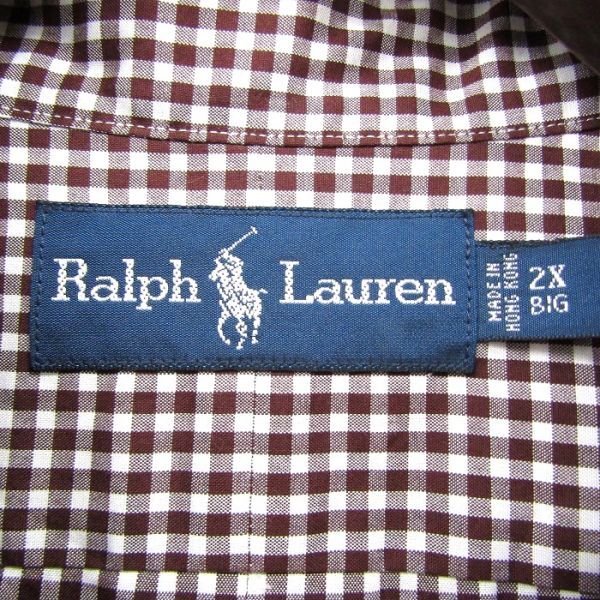 Ralph Lauren
MADE IN
HONG KONG
2X
BIG